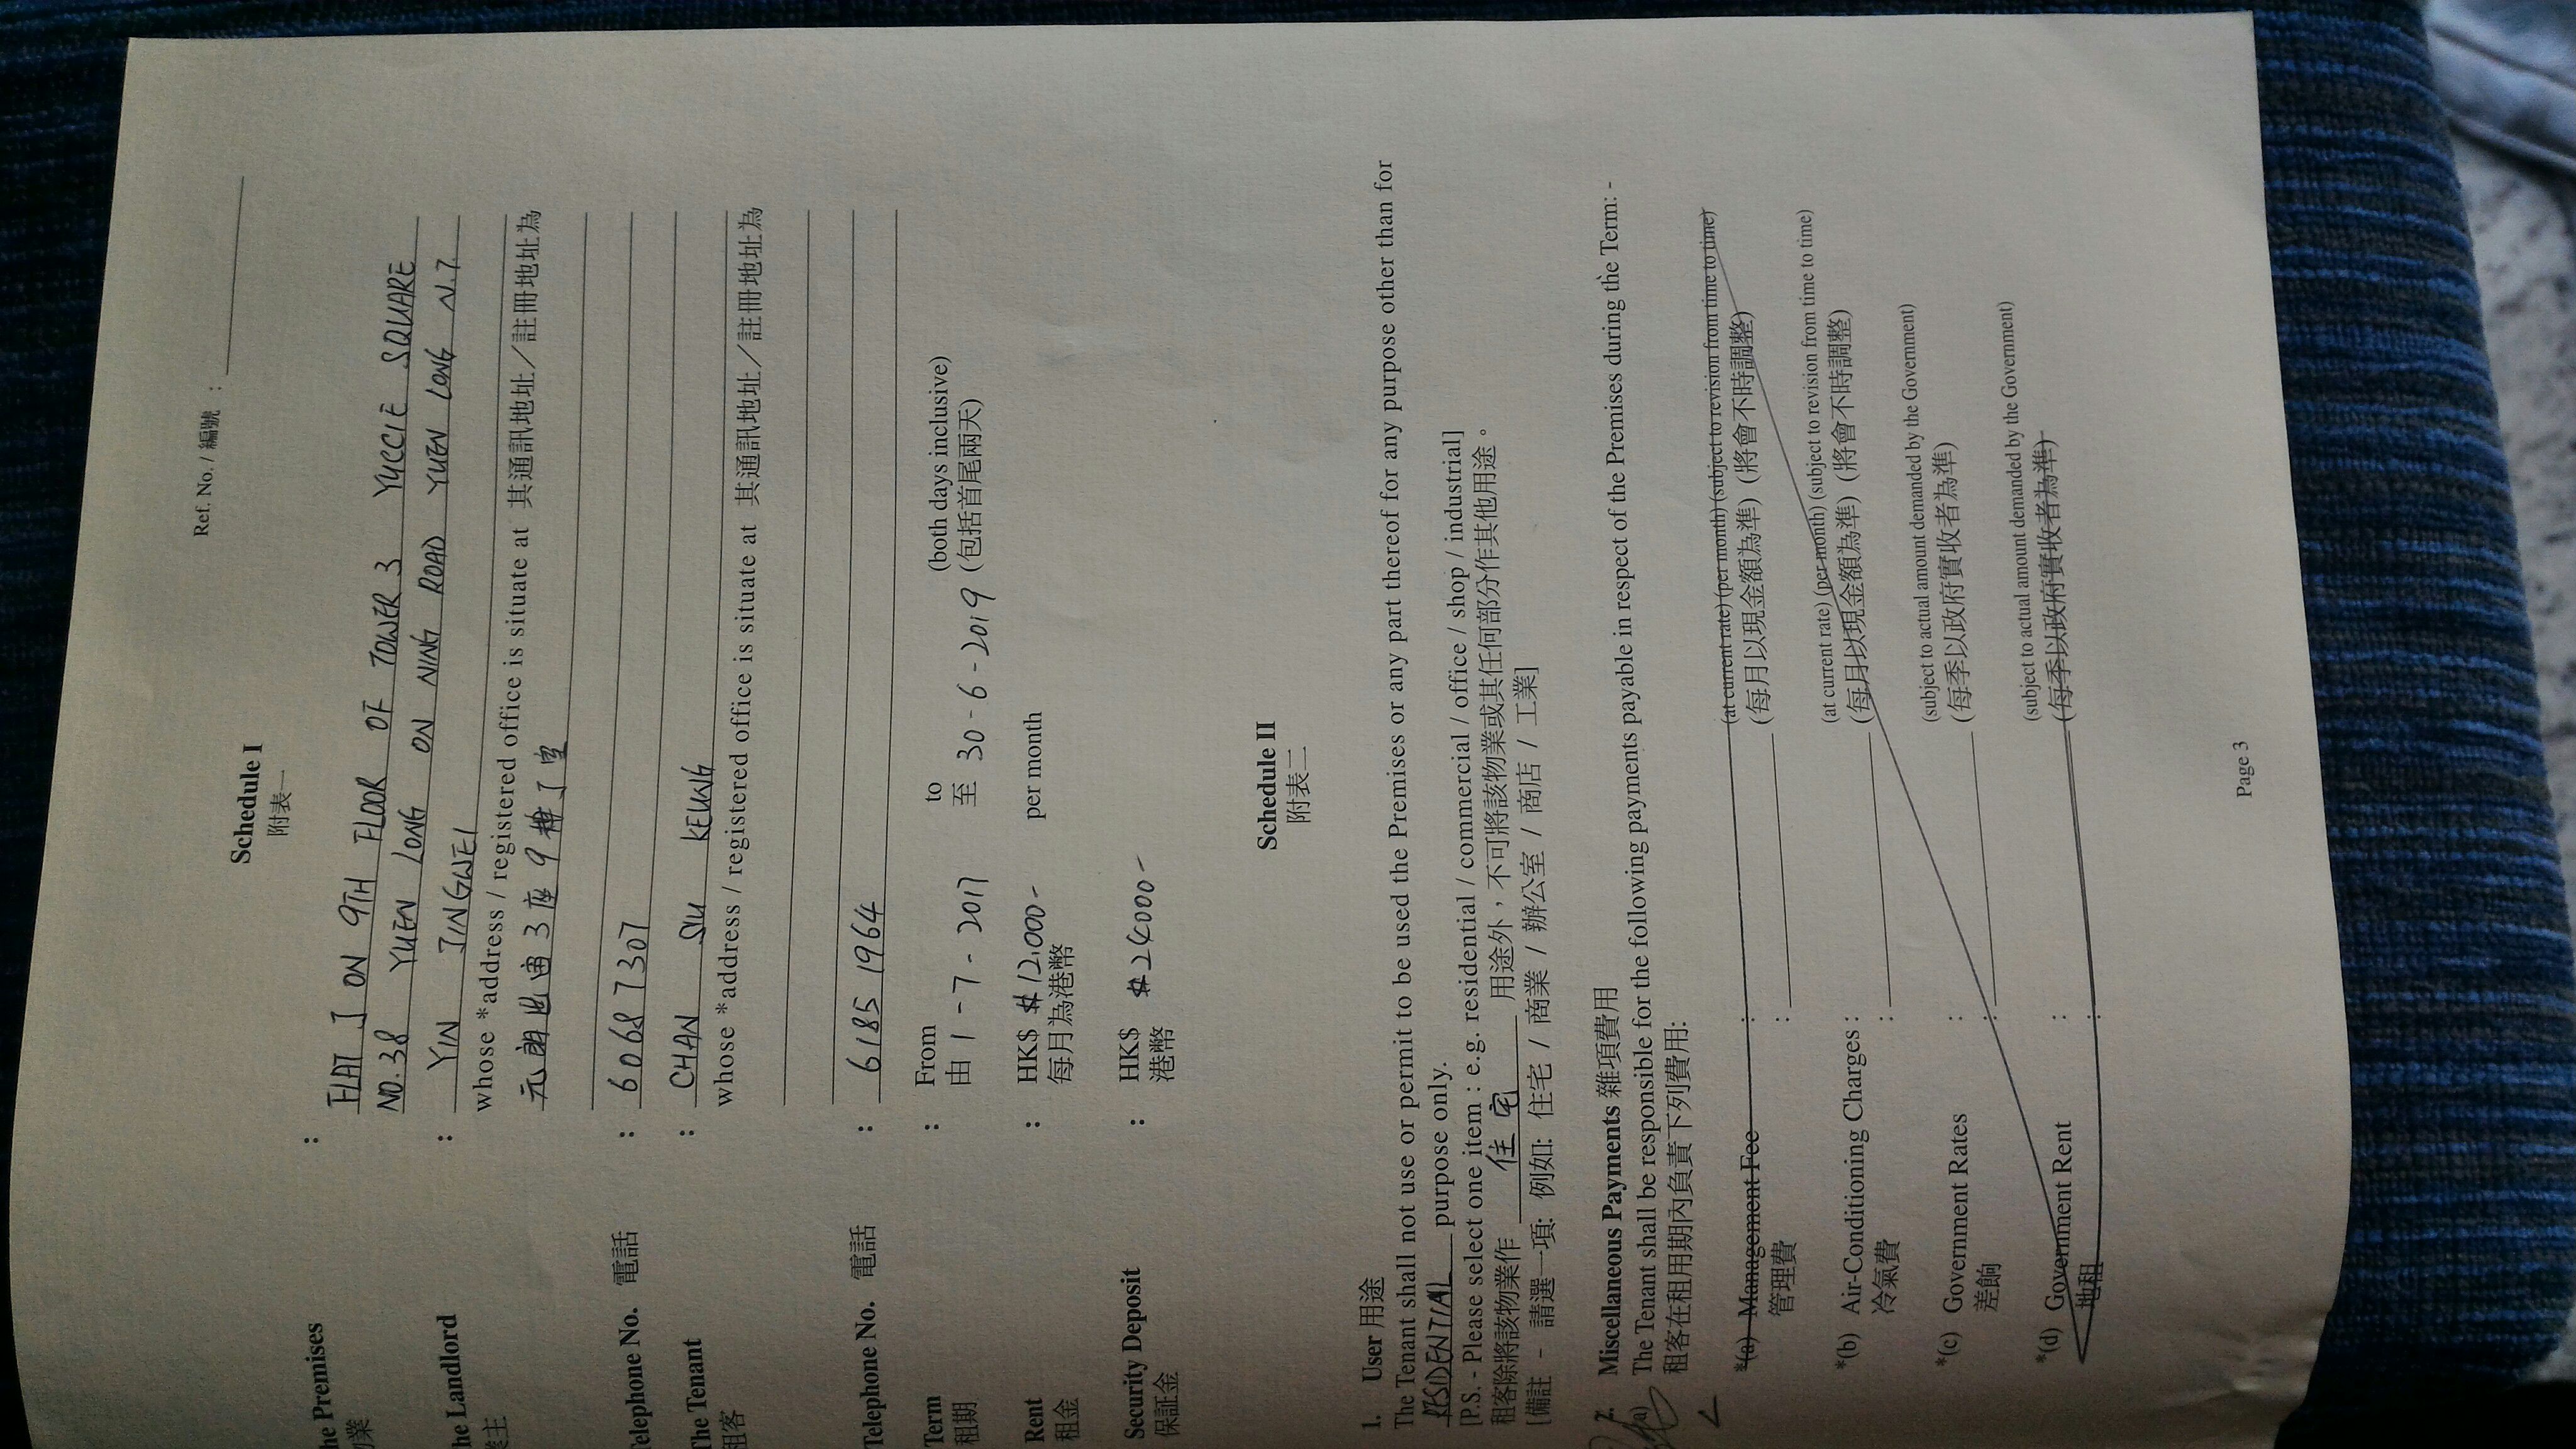 Ref. No. / 編號 :
Schedule I
附表一
he Premises :
物業
FLAT J ON 9TH FLOOR OF TOWER 3 YUCCIE SQUARE
NO.38 YUEN LONG ON NING ROAD YUEN LONG N.T.
he Landlord : YIN JINGWEI
業主
whose *address / registered office is situate at 其通訊地址／註冊地址為
元朗 3座9樓J室
Telephone No. 電話 : 6068 7307
The Tenant : CHAN SIU KEUNG
租客
whose *address / registered office is situate at 其通訊地址／註冊地址為
Telephone No. 電話 : 6185 1964
Term : From to (both days inclusive)
租期 由 1-7-2017 至 30-6-2019 (包括首尾兩天)
Rent : HK$ $12,000- per month
租金 每月為港幣
Security Deposit : HK$ $24000-
保証金 港幣
Schedule II
附表二
1. User 用途
The Tenant shall not use or permit to be used the Premises or any part thereof for any purpose other than for
RESIDENTIAL purpose only.
[P.S. - Please select one item : e.g. residential / commercial / office / shop / industrial]
租客除將該物業作 住宅 用途外，不可將該物業或其任何部分作其他用途。
[備註 - 請選一項: 例如: 住宅 / 商業 / 辦公室 / 商店 / 工業]
2. Miscellaneous Payments 雜項費用
(a) The Tenant shall be responsible for the following payments payable in respect of the Premises during the Term: -
租客在租用期內負責下列費用:
*(a) Management Fee : (at current rate) (per month) (subject to revision from time to time)
管理費 : (每月以現金額為準) (將會不時調整)
*(b) Air-Conditioning Charges : (at current rate) (per month) (subject to revision from time to time)
冷氣費 : (每月以現金額為準) (將會不時調整)
*(c) Government Rates : (subject to actual amount demanded by the Government)
差餉 : (每季以政府實收者為準)
*(d) Government Rent : (subject to actual amount demanded by the Government)
地租 : (每季以政府實收者為準)
Page 3